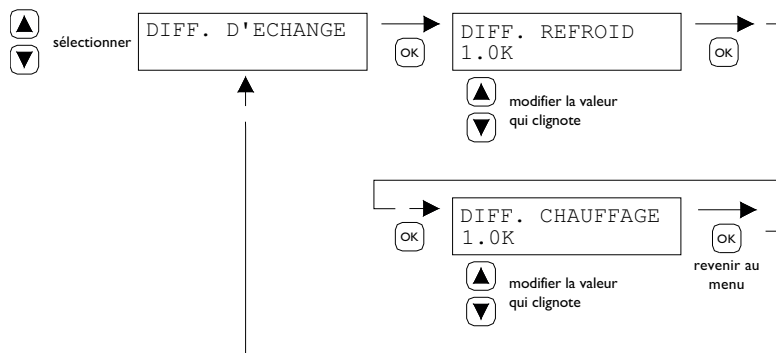 sélectionner
DIFF. D'ECHANGE
OK
DIFF. REFROID
1.0K
OK
modifier la valeur
qui clignote
OK
DIFF. CHAUFFAGE
1.0K
OK
revenir au
menu
modifier la valeur
qui clignote